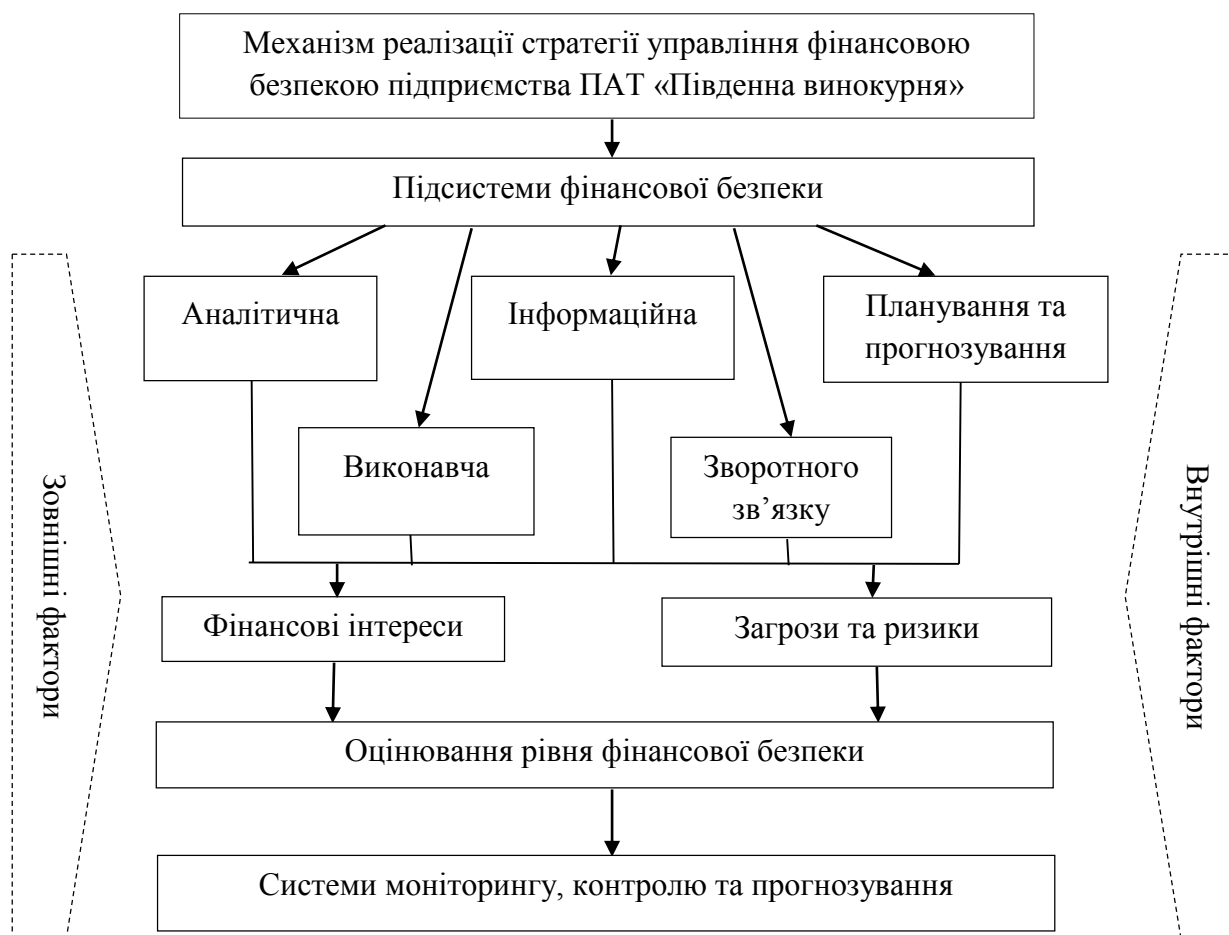 Механізм реалізації стратегії управління фінансовою
безпекою підприємства ПАТ «Південна винокурня»
Підсистеми фінансової безпеки
Аналітична
Інформаційна
Планування та
прогнозування
Виконавча
Зворотного
зв’язку
Зовнішні фактори
Внутрішні фактори
Фінансові інтереси
Загрози та ризики
Оцінювання рівня фінансової безпеки
Системи моніторингу, контролю та прогнозування